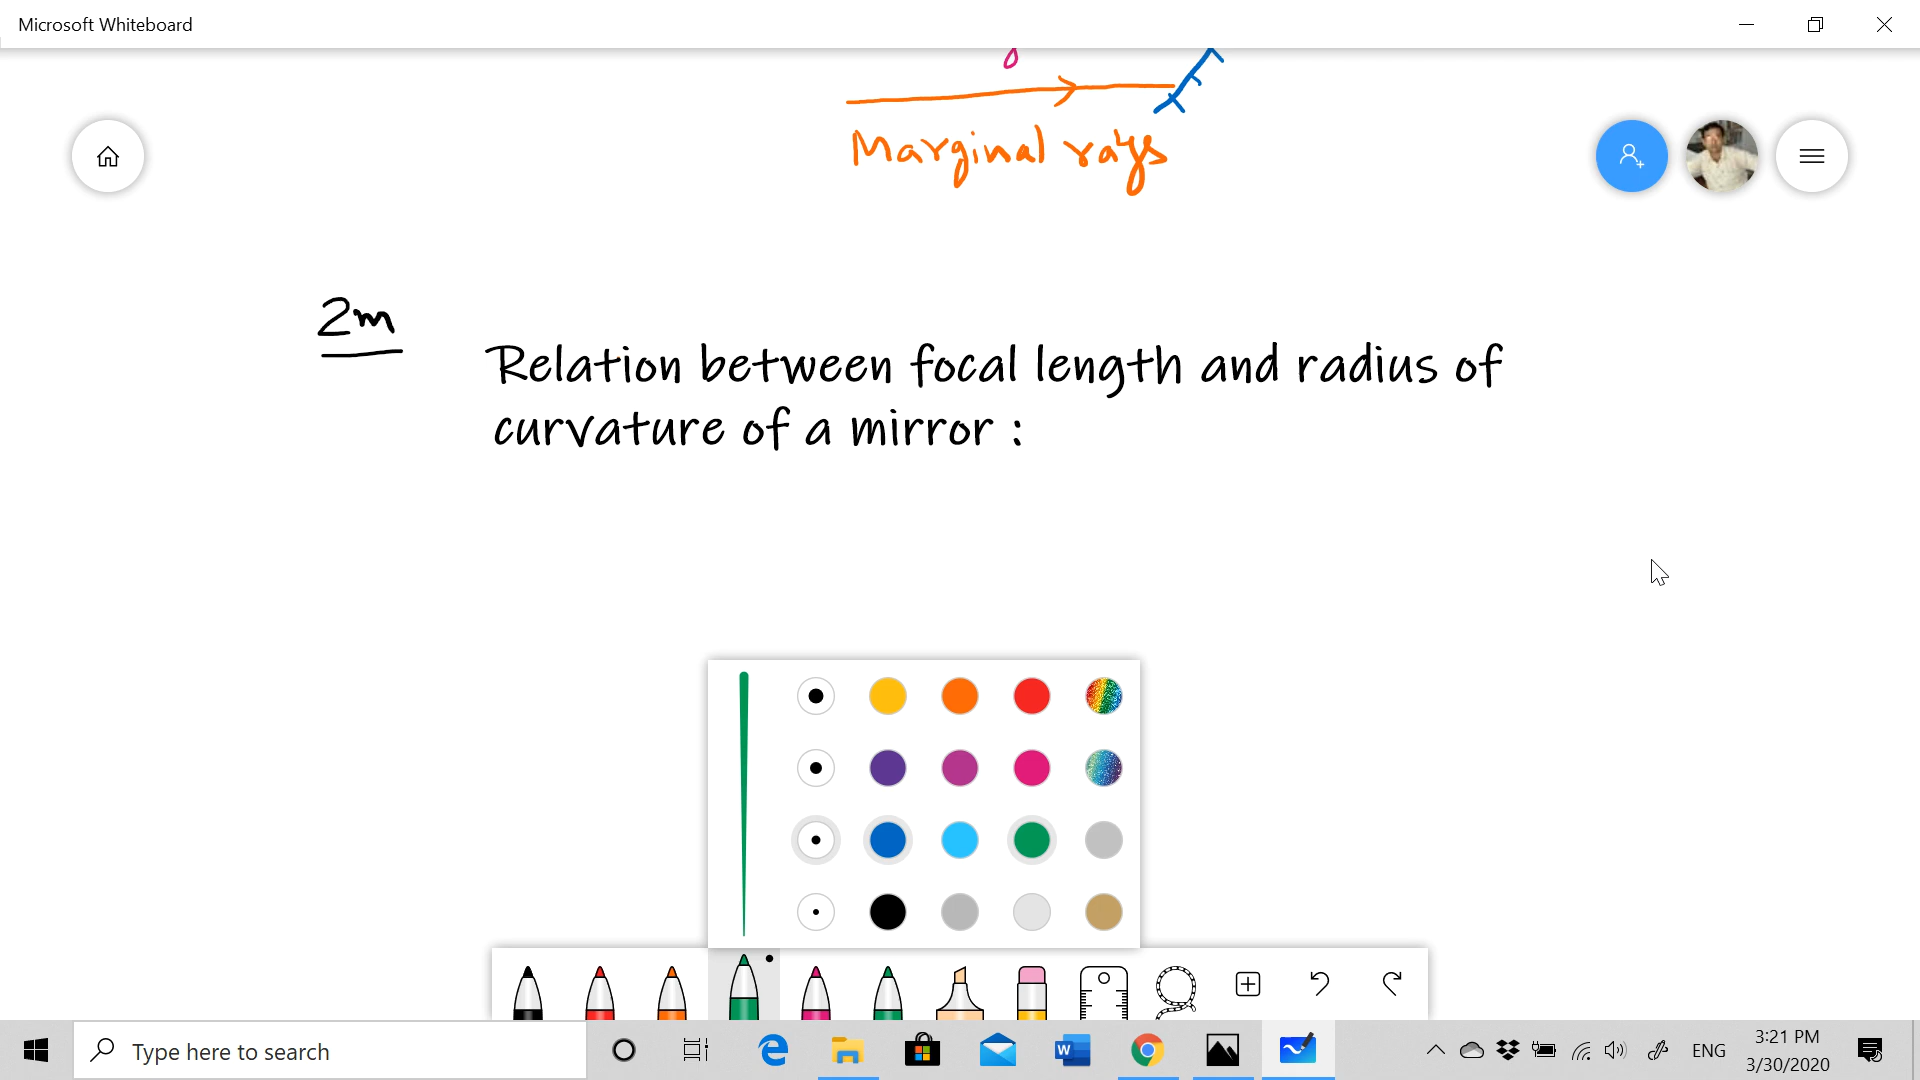 Microsoft Whiteboard
Marginal rays
2m
Relation between focal length and radius of
curvature of a mirror :
Type here to search
ENG
3:21 PM
3/30/2020